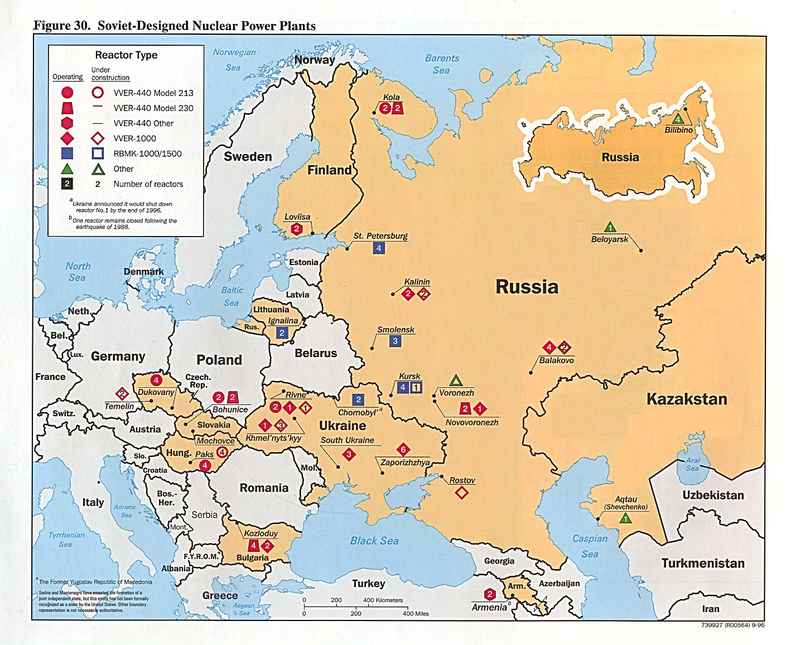 Figure 30. Soviet-Designed Nuclear Power Plants
Reactor Type
Operating
Under
construction
VVER-440 Model 213
VVER-440 Model 230
VVER-440 Other
VVER-1000
RBMK-1000/1500
Other
2 2 Number of reactors
a Ukraine announced it would shut down
reactor No.1 by the end of 1996.
b One reactor remains closed following the
earthquake of 1988.
Norwegian
Sea
Norway
Barents
Sea
Kola
2 2
Sweden
Finland
Loviisa
2
St. Petersburg
4
Russia
1
Bilibino
Beloyarsk
1
North
Sea
Denmark
Baltic
Sea
Estonia
Latvia
Lithuania
Ignalina
2
Rus.
Kalinin
2 2
Russia
Smolensk
3
Balakovo
4 2
Neth.
Bel.
Lux.
Germany
Poland
Belarus
France
Czech.
Rep.
4
Dukovany
2
Temelin
2 2
Bohunice
Kursk
4 1
Voronezh
2 1
Novovoronezh
Rivne
2 1 1
2
Chornobyl'a
Ukraine
1 3
Khmel'nyts'kyy
South Ukraine
3
6
Zaporizhzhya
Rostov
Kazakstan
Switz.
Austria
Slovakia
Mochovce
4
Hung.
Paks
4
Slo.
Croatia
Mol.
Romania
Bos.-
Her.
Serbia
Mont.
Italy
Adriatic
Sea
Tyrrhenian
Sea
Kozloduy
4 2
Bulgaria
F.Y.R.O.M.*
Albania
Greece
Aegean
Sea
Black Sea
Turkey
Georgia
Arm.
Azerbaijan
2
Armenia b
Caspian
Sea
Aqtau
(Shevchenko)
1
Aral
Sea
Uzbekistan
Turkmenistan
Iran
* The Former Yugoslav Republic of Macedonia
Serbia and Montenegro have asserted the formation of a
joint independent state, but this entity has not been formally
recognized as a state by the United States. Other boundary
representation is not necessarily authoritative.
0 200 400 Kilometers
0 200 400 Miles
739927 (R00564) 9-96